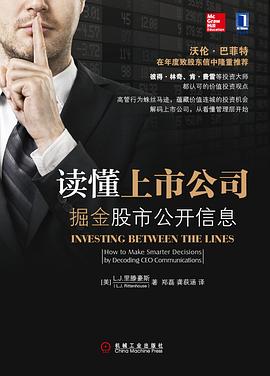 Mc
Graw
Hill
Education
沃伦·巴菲特
在年度致股东信中隆重推荐
彼得·林奇、肯·费雪等投资大师
都认可的价值投资观点
高管行为蛛丝马迹，蕴藏价值连城的投资机会
解码上市公司，从看懂管理层开始
读懂上市公司
掘金股市公开信息
INVESTING BETWEEN THE LINES
How to Make Smarter Decisions
by Decoding CEO Communications
[美] L.J.里滕豪斯 著 郑磊 龚荻涵 译
（L.J. Rittenhouse）
机械工业出版社
China Machine Press